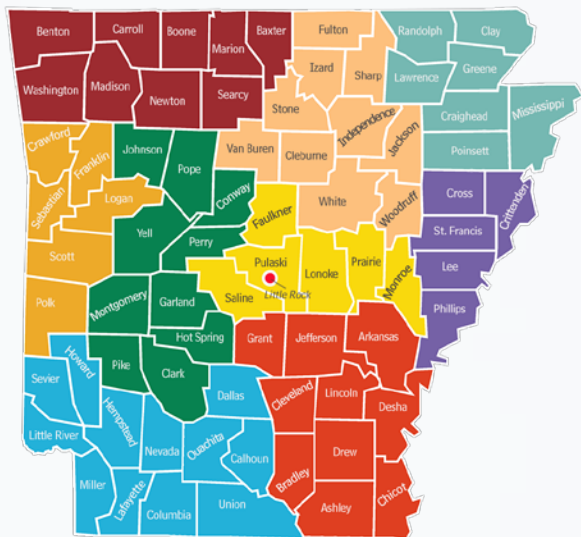 Benton
Carroll
Boone
Marion
Baxter
Fulton
Randolph
Clay
Washington
Madison
Newton
Searcy
Stone
Izard
Sharp
Lawrence
Greene
Craighead
Mississippi
Poinsett
Crawford
Franklin
Johnson
Pope
Van Buren
Cleburne
Independence
Jackson
Sebastian
Logan
Conway
Faulkner
White
Woodruff
Cross
Crittenden
Scott
Yell
Perry
Pulaski
Little Rock
Lonoke
Prairie
Monroe
St. Francis
Lee
Phillips
Polk
Montgomery
Garland
Saline
Hot Spring
Grant
Jefferson
Arkansas
Sevier
Howard
Pike
Clark
Dallas
Cleveland
Lincoln
Desha
Little River
Hempstead
Nevada
Ouachita
Calhoun
Bradley
Drew
Chicot
Miller
Lafayette
Columbia
Union
Ashley